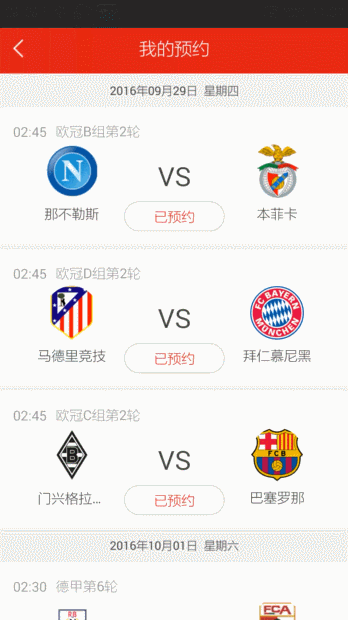 我的预约
2016年09月29日 星期四
02:45 欧冠B组第2轮
N
VS
那不勒斯
已预约
本菲卡
02:45 欧冠D组第2轮
FC BAYERN
MÜNCHEN
VS
马德里竞技
已预约
拜仁慕尼黑
02:45 欧冠C组第2轮
B
FCB
VS
门兴格拉...
已预约
巴塞罗那
2016年10月01日 星期六
02:30 德甲第6轮
FCA